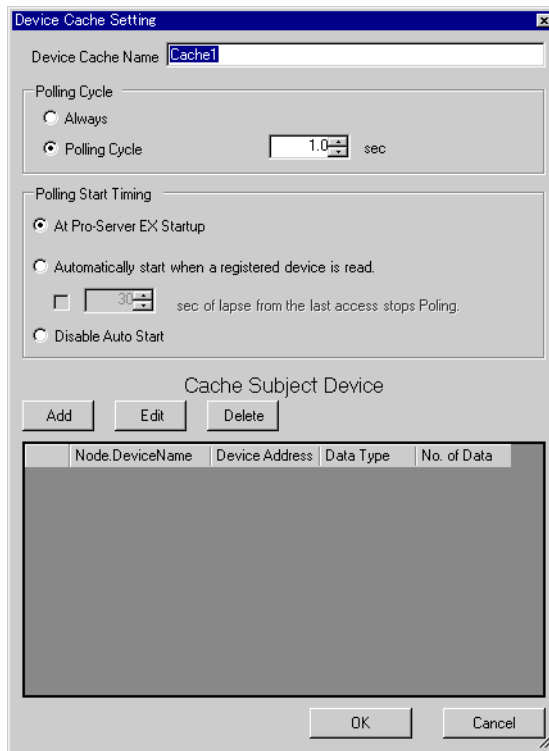 Device Cache Setting
Device Cache Name Cache1
Polling Cycle
Always
Polling Cycle 1.0 sec
Polling Start Timing
At Pro-Server EX Startup
Automatically start when a registered device is read.
30 sec of lapse from the last access stops Poling.
Disable Auto Start
Cache Subject Device
Add Edit Delete
Node.DeviceName Device Address Data Type No. of Data
OK Cancel